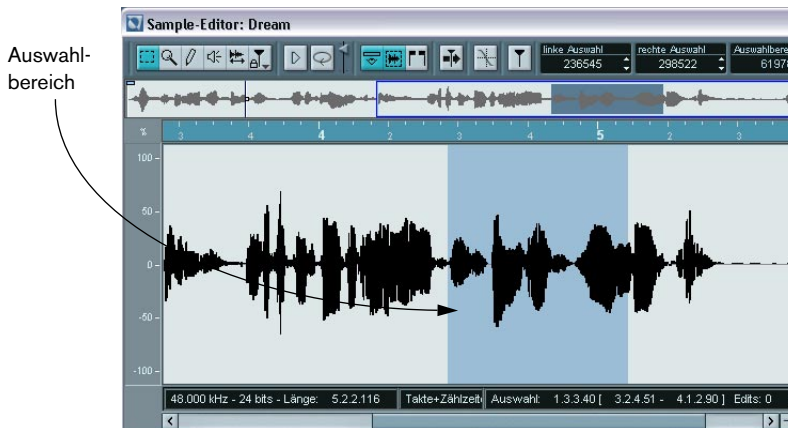 Sample-Editor: Dream
Auswahl-
bereich
linke Auswahl rechte Auswahl Auswahlbere
236545 298522 6197
% 3 4 4 2 3 4 5 2 3
100
50
0
-50
-100
48.000 kHz - 24 bits - Länge: 5.2.2.116 Takte+Zählzeit Auswahl: 1.3.3.40 [ 3.2.4.51 - 4.1.2.90 ] Edits: 0